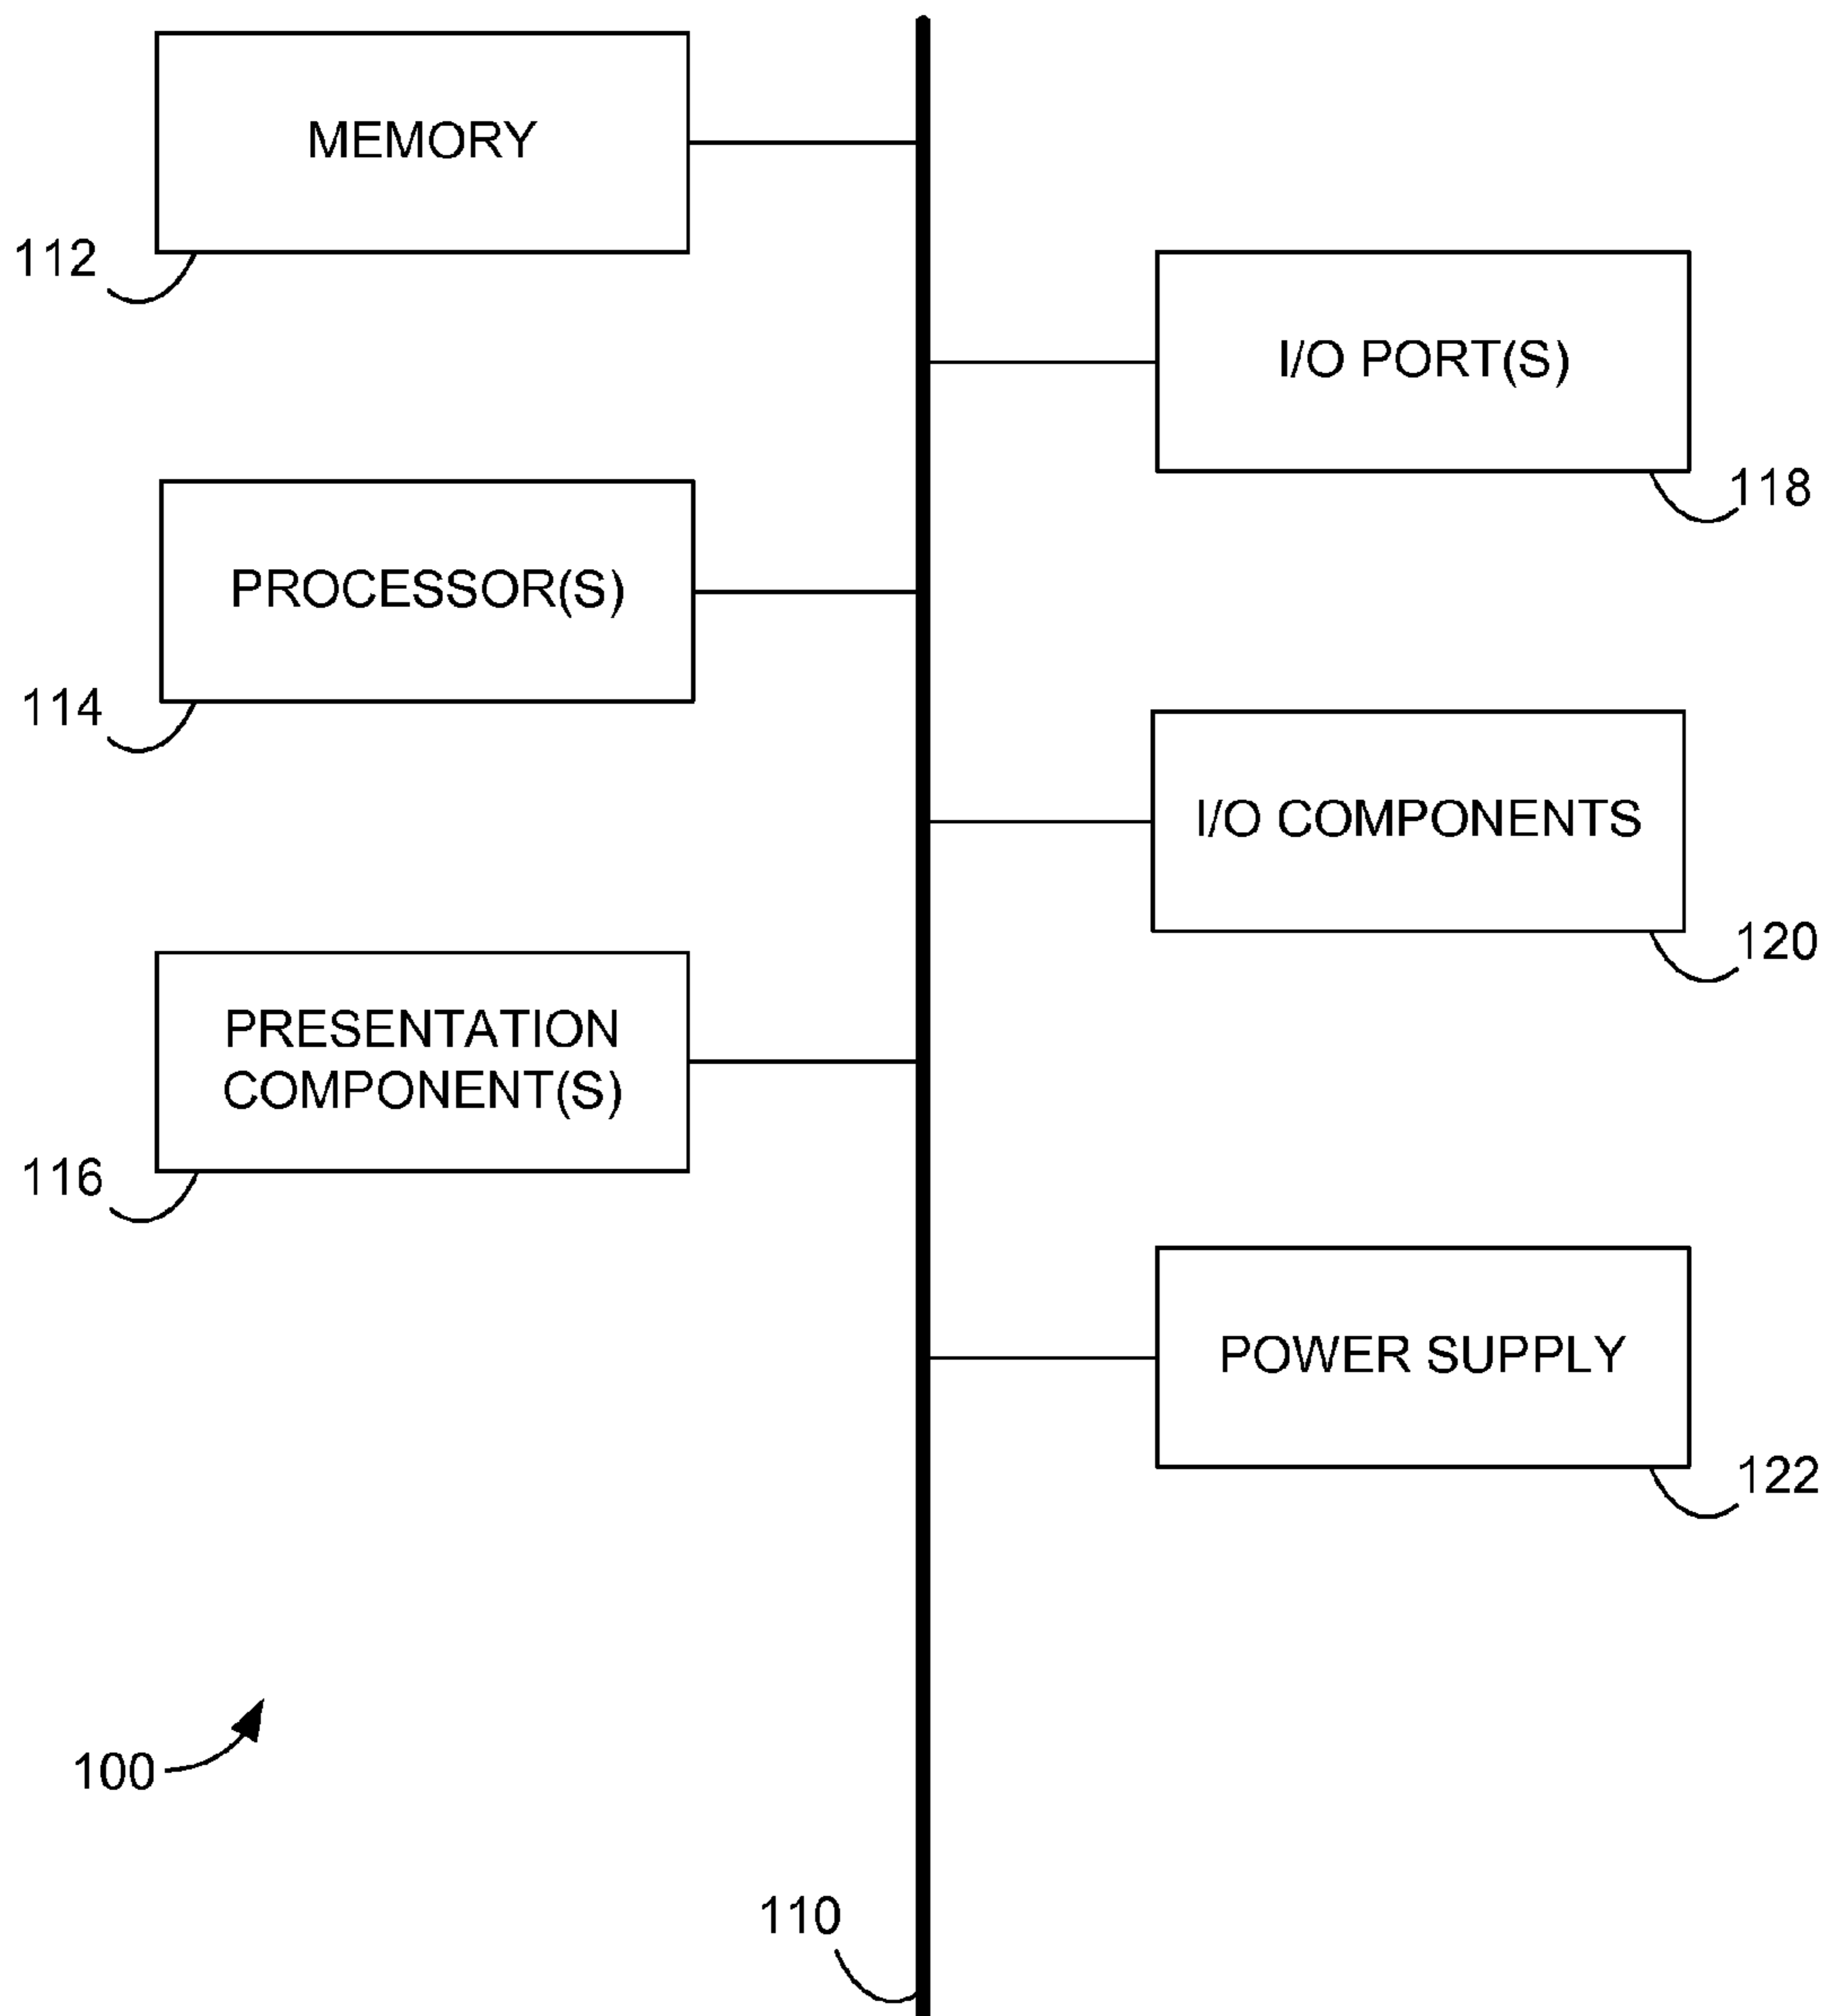 MEMORY
112
I/O PORT(S)
118
PROCESSOR(S)
114
I/O COMPONENTS
120
PRESENTATION
COMPONENT(S)
116
POWER SUPPLY
122
100
110